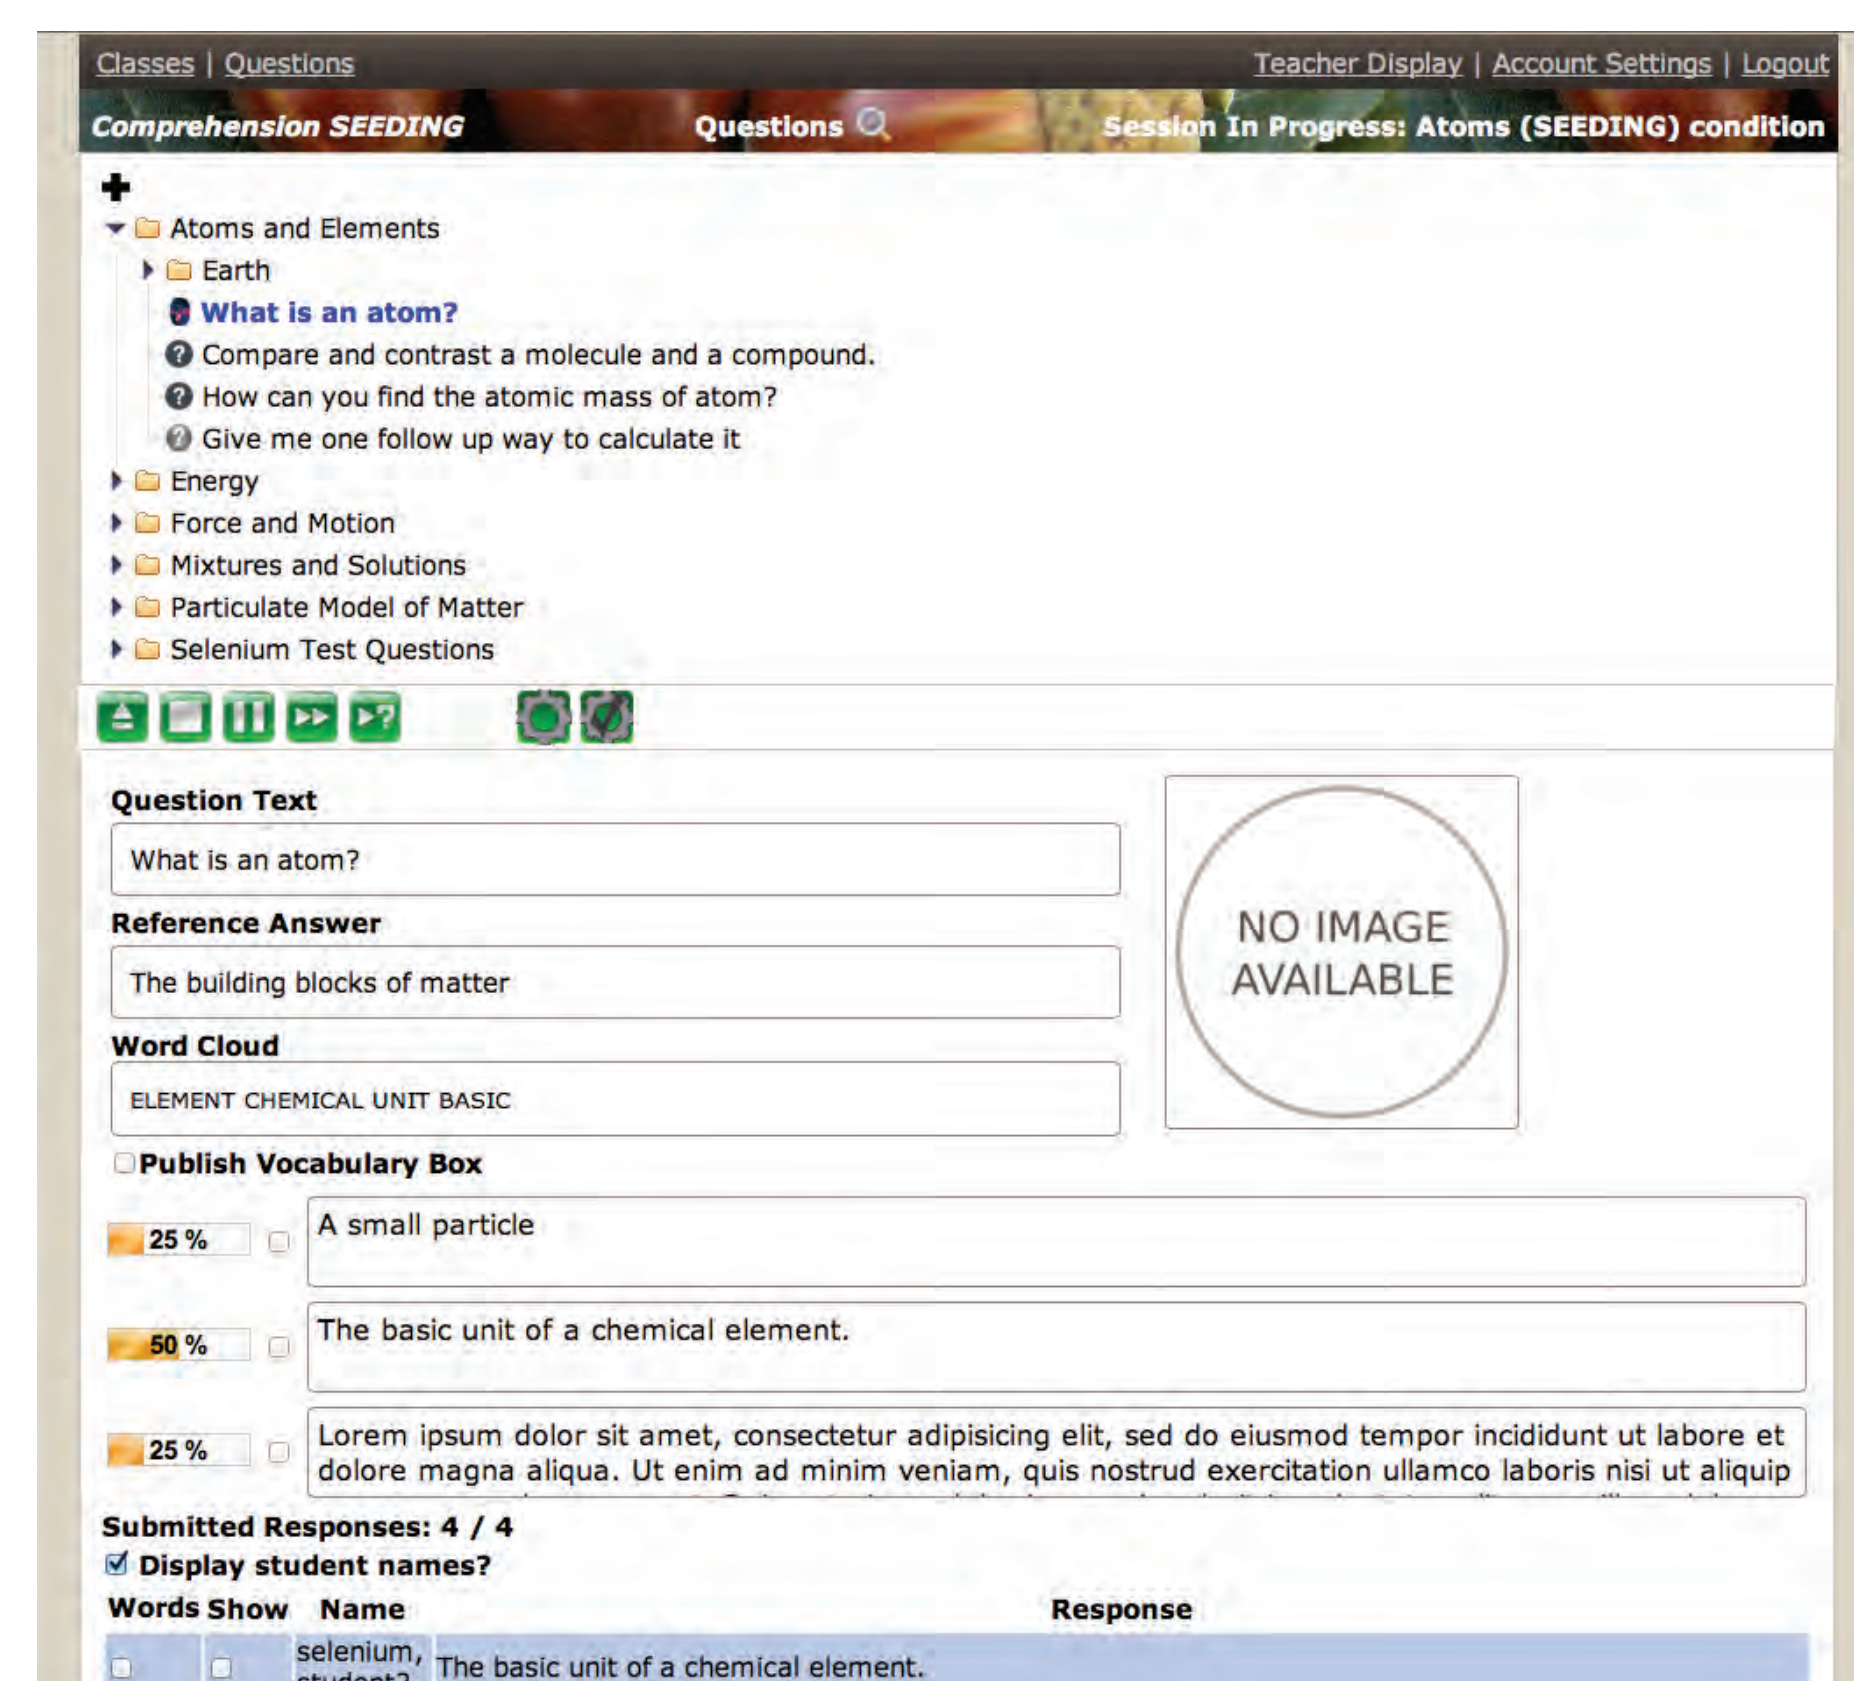 Classes | Questions
Teacher Display | Account Settings | Logout
Comprehension SEEDING
Questions
Session In Progress: Atoms (SEEDING) condition
Atoms and Elements
Earth
What is an atom?
Compare and contrast a molecule and a compound.
How can you find the atomic mass of atom?
Give me one follow up way to calculate it
Energy
Force and Motion
Mixtures and Solutions
Particulate Model of Matter
Selenium Test Questions
Question Text
What is an atom?
NO IMAGE
AVAILABLE
Reference Answer
The building blocks of matter
Word Cloud
ELEMENT CHEMICAL UNIT BASIC
Publish Vocabulary Box
25 %
A small particle
50 %
The basic unit of a chemical element.
25 %
Lorem ipsum dolor sit amet, consectetur adipisicing elit, sed do eiusmod tempor incididunt ut labore et
dolore magna aliqua. Ut enim ad minim veniam, quis nostrud exercitation ullamco laboris nisi ut aliquip
Submitted Responses: 4 / 4
Display student names?
Words Show Name Response
selenium,
The basic unit of a chemical element.